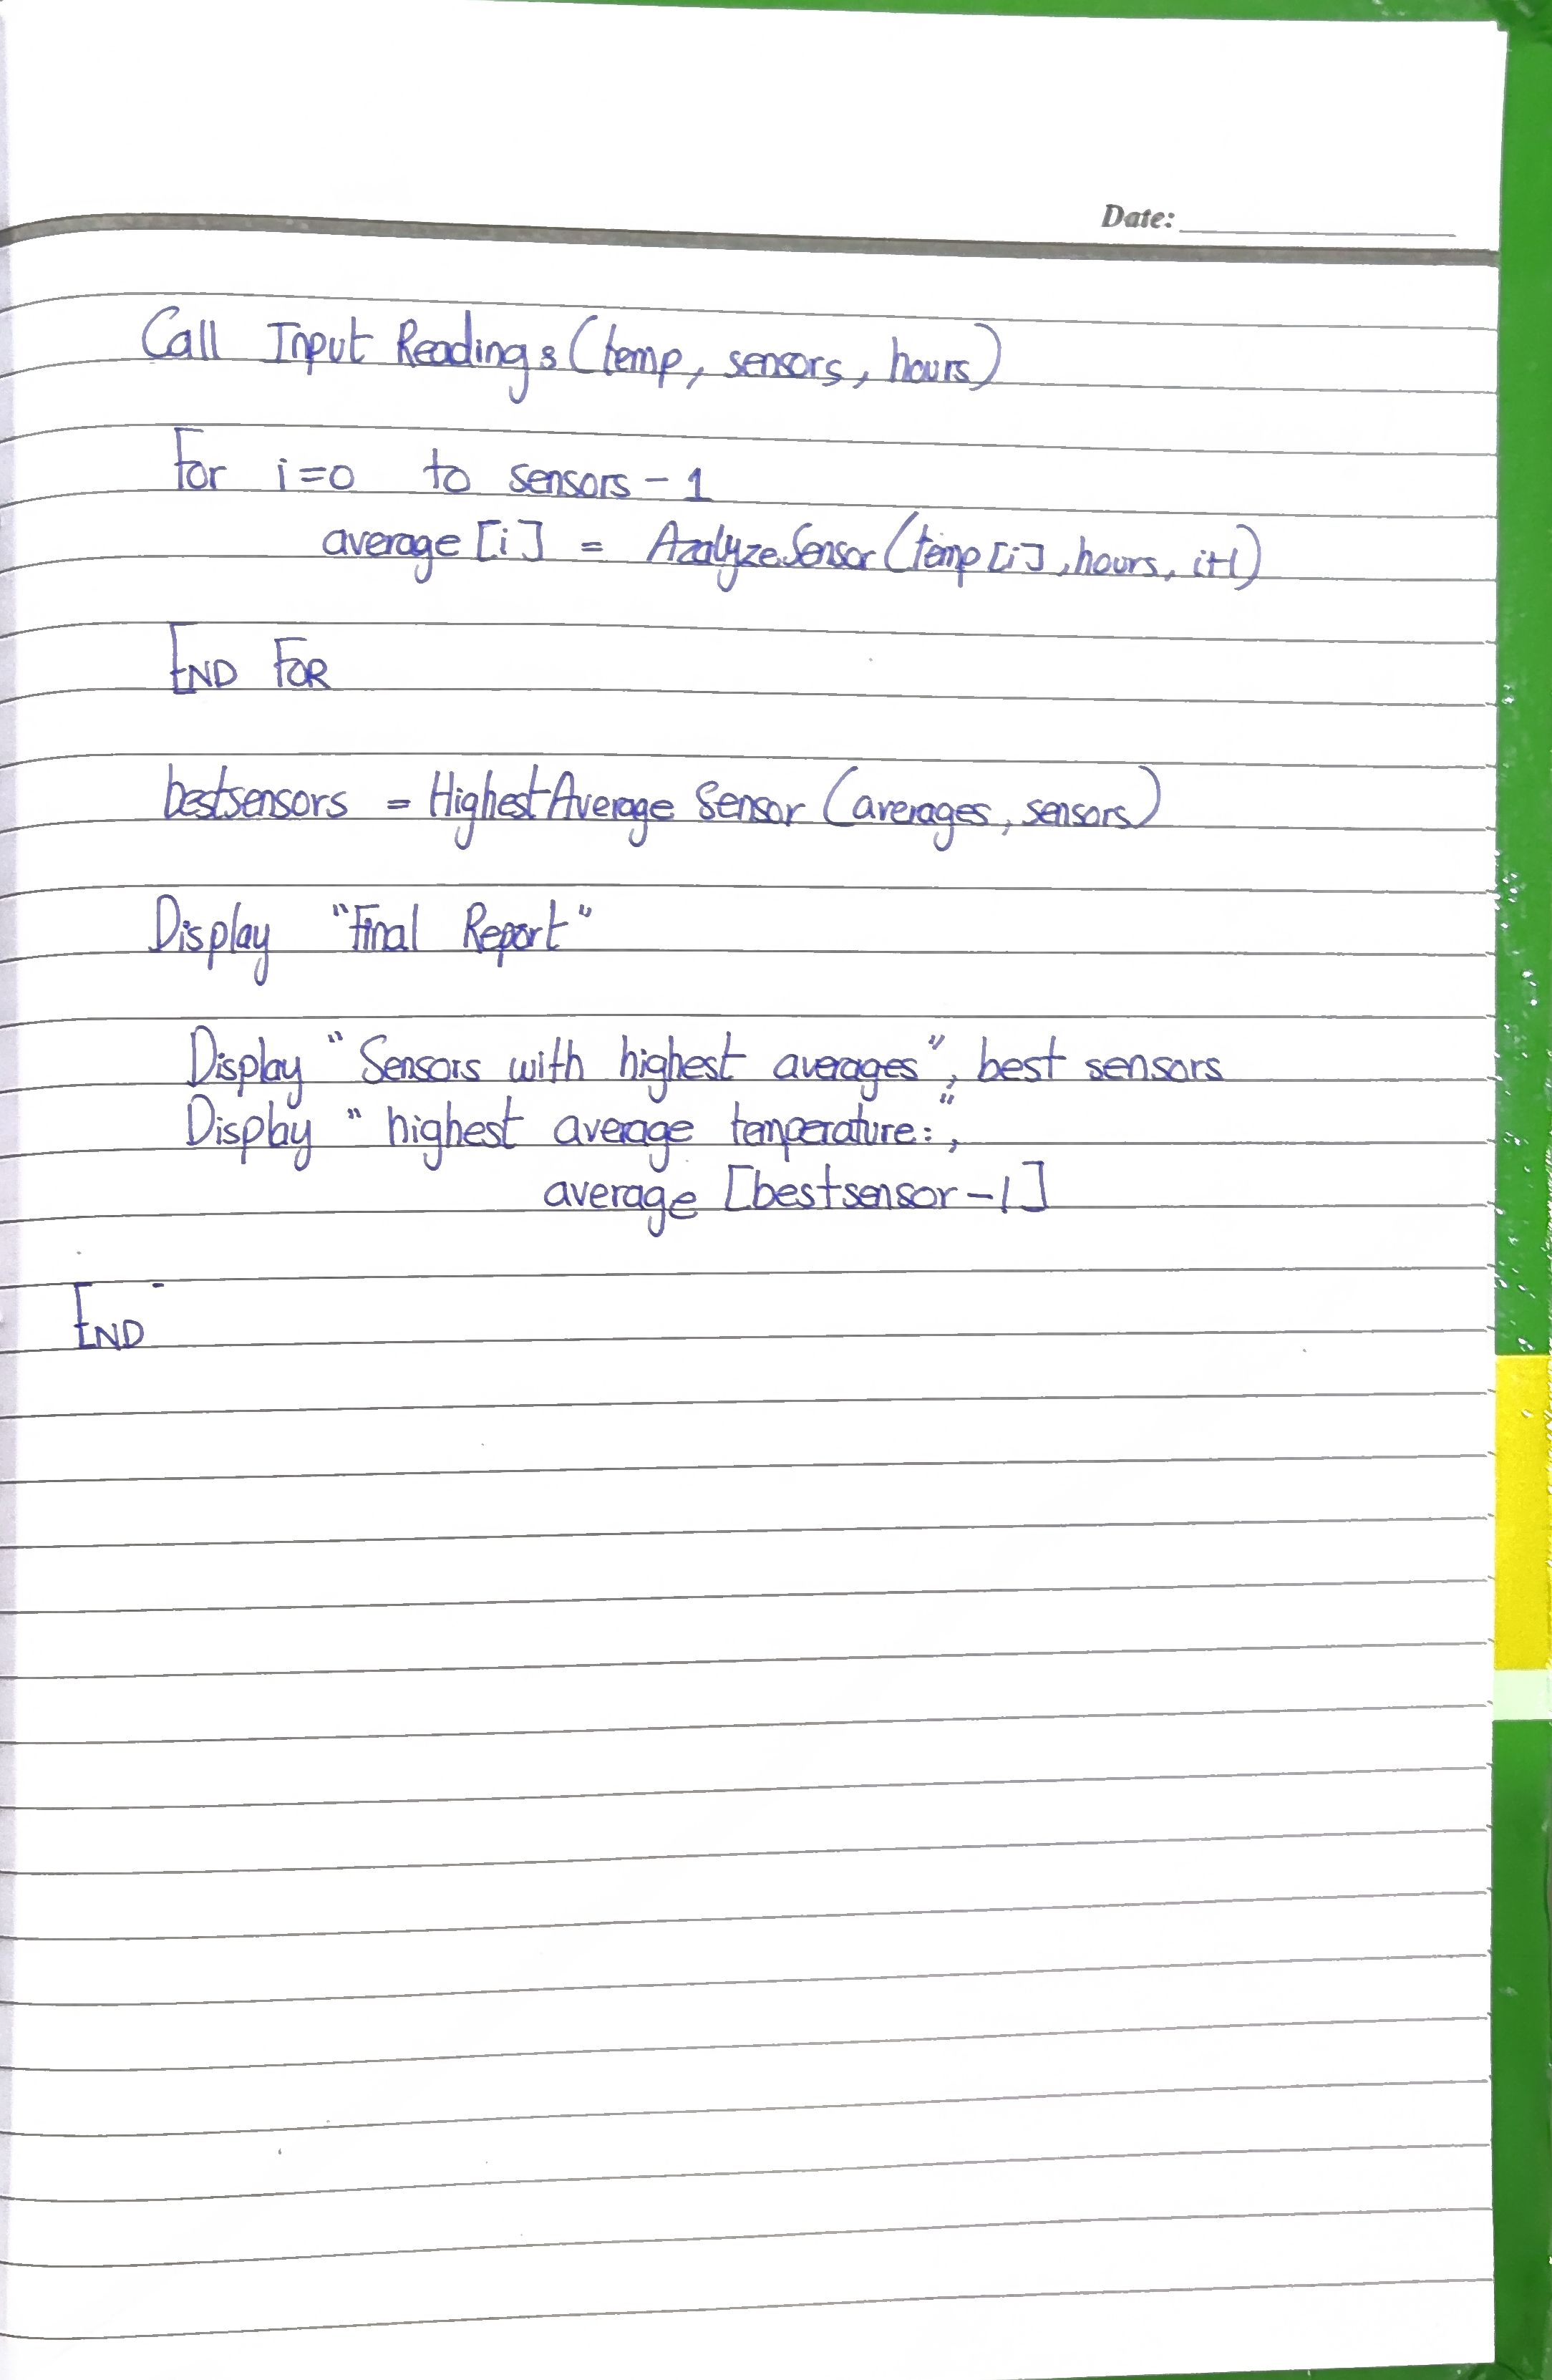 Date:
Call Input Readings (temp, sensors, hours)
For i=0 to sensors - 1
average [i] = AnalyzeSensor (temp [i], hours, i+1)
END FOR
bestsensors = HighestAverage Sensor (averages, sensors)
Display "Final Report"
Display "Sensors with highest averages", best sensors
Display "highest average temperature:",
average [bestsensor -1]
END